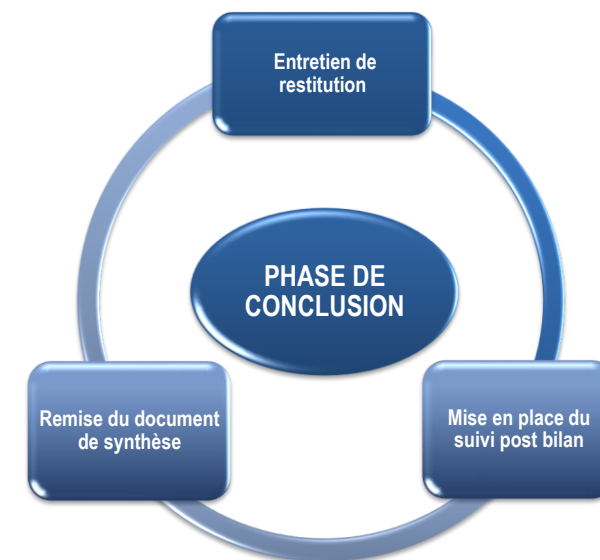 Entretien de
restitution
PHASE DE
CONCLUSION
Remise du document
de synthèse
Mise en place du
suivi post bilan